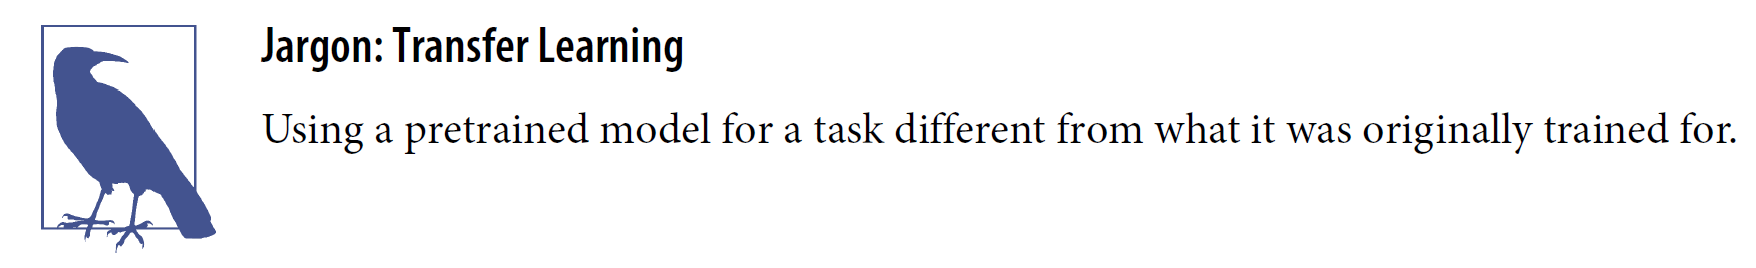 Jargon: Transfer Learning
Using a pretrained model for a task different from what it was originally trained for.